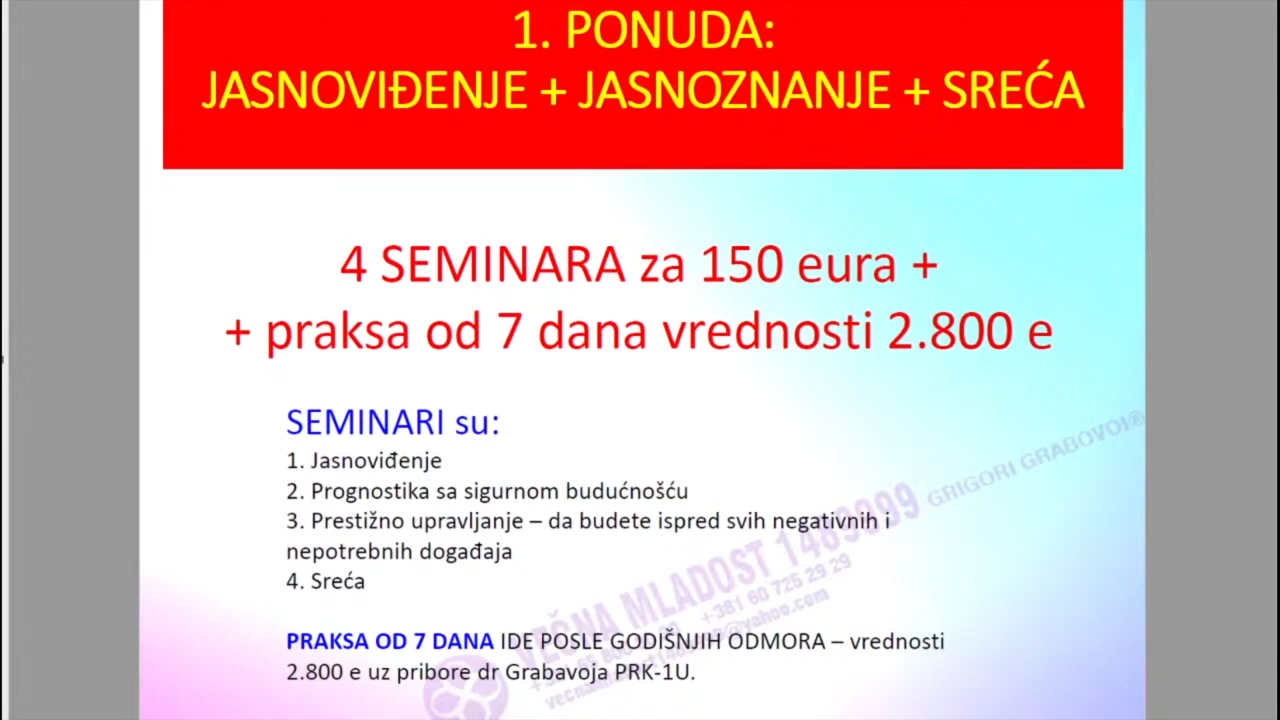 1. PONUDA:
JASNOVIĐENJE + JASNOZNANJE + SREĆA
4 SEMINARA za 150 eura +
+ praksa od 7 dana vrednosti 2.800 e
SEMINARI su:
1. Jasnoviđenje
2. Prognostika sa sigurnom budućnošću
3. Prestižno upravljanje – da budete ispred svih negativnih i
nepotrebnih događaja
4. Sreća
PRAKSA OD 7 DANA IDE POSLE GODIŠNJIH ODMORA – vrednosti
2.800 e uz pribore dr Grabavoja PRK-1U.
VEČNA MLADOST 1489999 GRIGORI GRABOVOI®
+381 60 725 29 29